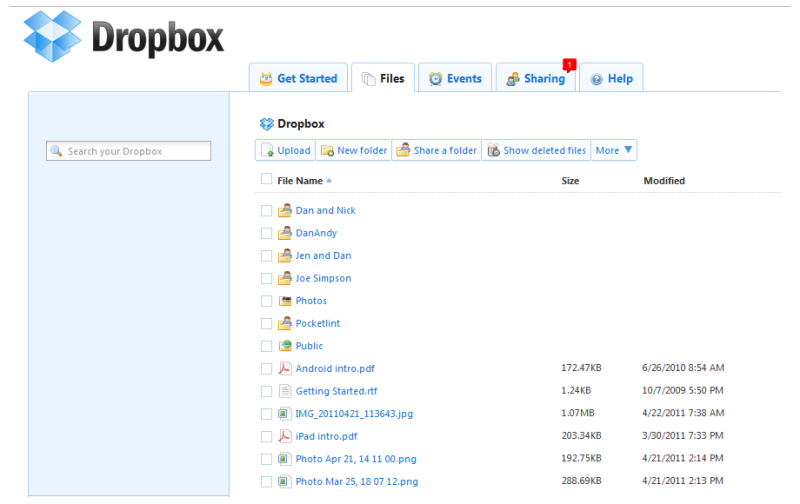 Dropbox
Get Started Files Events Sharing 1 Help
Search your Dropbox
Dropbox
Upload New folder Share a folder Show deleted files More
File Name Size Modified
Dan and Nick
DanAndy
Jen and Dan
Joe Simpson
Photos
Pocketlint
Public
Android intro.pdf 172.47KB 6/26/2010 8:54 AM
Getting Started.rtf 1.24KB 10/7/2009 5:50 PM
IMG_20110421_113643.jpg 1.07MB 4/22/2011 7:38 AM
iPad intro.pdf 203.34KB 3/30/2011 7:33 PM
Photo Apr 21, 14 11 00.png 192.75KB 4/21/2011 2:14 PM
Photo Mar 25, 18 07 12.png 288.69KB 4/21/2011 2:13 PM